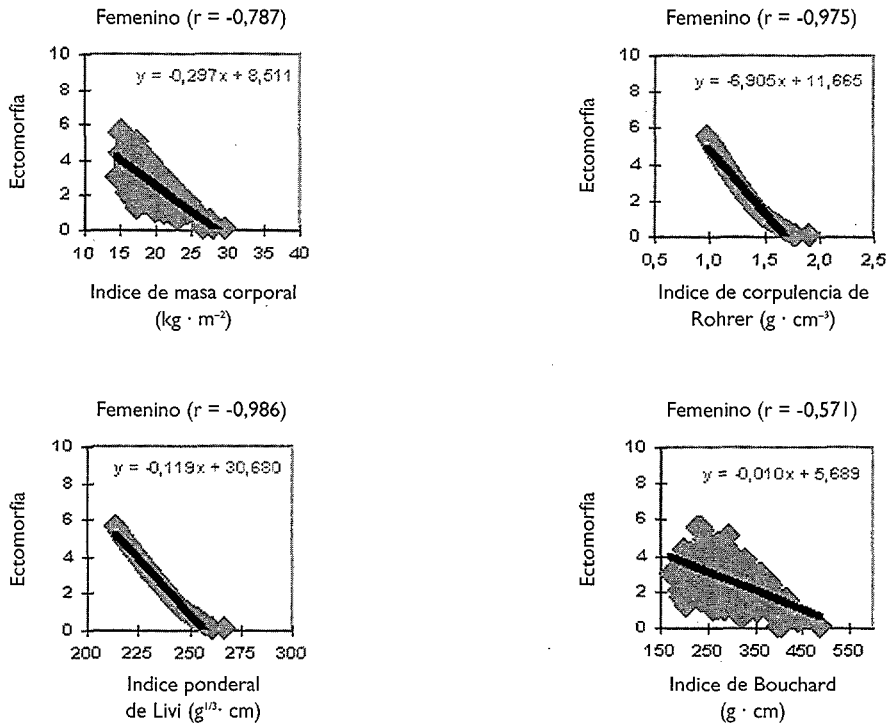 Femenino (r = -0,787)
10
8
6
4
2
0
y = -0,297x + 8,511
Ectomorfía
10 15 20 25 30 35 40
Indice de masa corporal
(kg · m⁻²)
Femenino (r = -0,975)
10
8
6
4
2
0
y = -6,905x + 11,665
Ectomorfía
0,5 1,0 1,5 2,0 2,5
Indice de corpulencia de
Rohrer (g · cm⁻³)
Femenino (r = -0,986)
10
8
6
4
2
0
y = -0,119x + 30,680
Ectomorfía
200 225 250 275 300
Indice ponderal
de Livi (g¹/³· cm)
Femenino (r = -0,571)
10
8
6
4
2
0
y = -0,010x + 5,689
Ectomorfía
150 250 350 450 550
Indice de Bouchard
(g · cm)